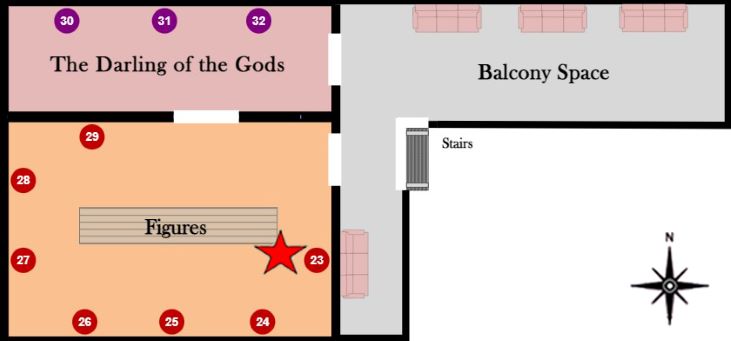 30 31 32
The Darling of the Gods
Balcony Space
29
Stairs
28
Figures
27
23
26 25 24
N